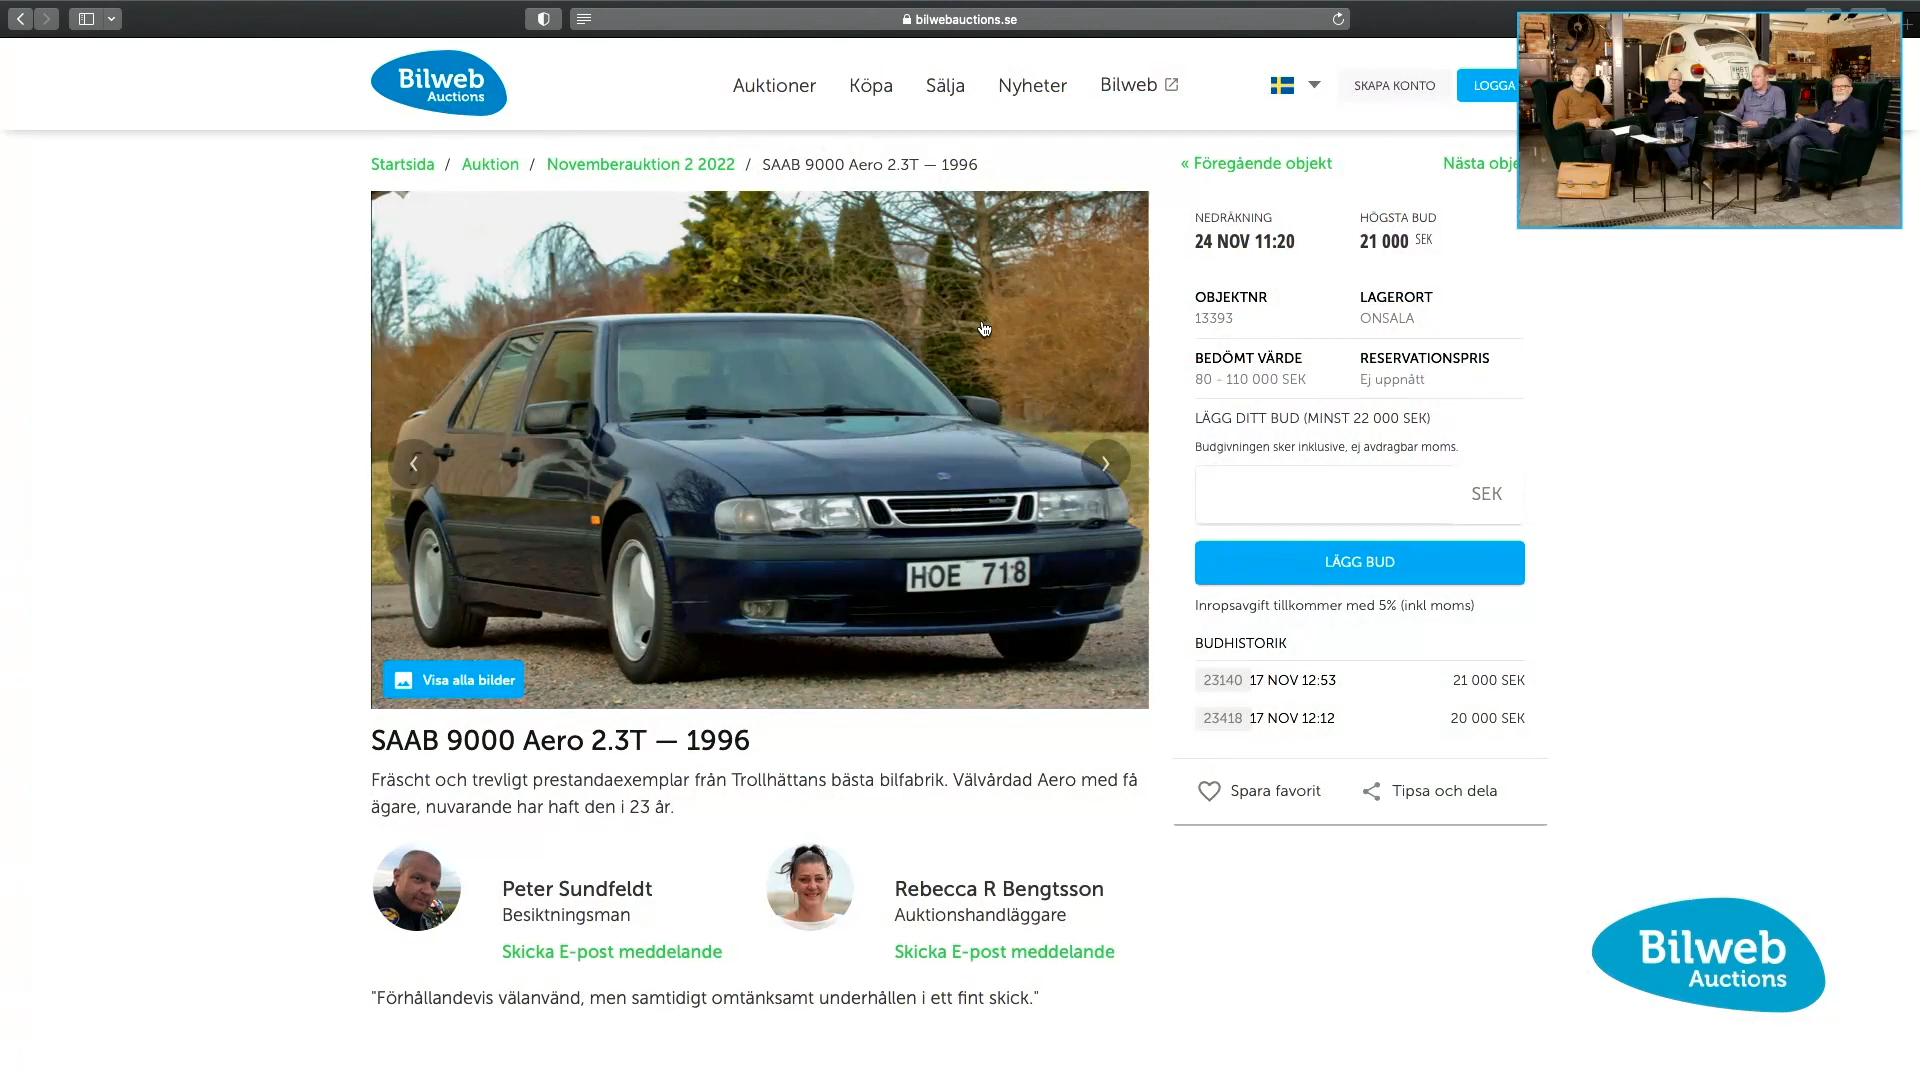 bilwebauctions.se
Bilweb
Auctions
Auktioner
Köpa
Sälja
Nyheter
Bilweb
SKAPA KONTO
LOGGA
Startsida / Auktion / Novemberauktion 2 2022 / SAAB 9000 Aero 2.3T — 1996
« Föregående objekt
Nästa obje
NEDRÄKNING
24 NOV 11:20
HÖGSTA BUD
21 000 SEK
OBJEKTNR
13393
LAGERORT
ONSALA
BEDÖMT VÄRDE
80 - 110 000 SEK
RESERVATIONSPRIS
Ej uppnått
LÄGG DITT BUD (MINST 22 000 SEK)
Budgivningen sker inklusive, ej avdragbar moms.
SEK
LÄGG BUD
Inropsavgift tillkommer med 5% (inkl moms)
BUDHISTORIK
23140 17 NOV 12:53 21 000 SEK
23418 17 NOV 12:12 20 000 SEK
Spara favorit
Tipsa och dela
HOE 718
Visa alla bilder
SAAB 9000 Aero 2.3T — 1996
Fräscht och trevligt prestandaexemplar från Trollhättans bästa bilfabrik. Välvårdad Aero med få
ägare, nuvarande har haft den i 23 år.
Peter Sundfeldt
Besiktningsman
Skicka E-post meddelande
Rebecca R Bengtsson
Auktionshandläggare
Skicka E-post meddelande
"Förhållandevis välanvänd, men samtidigt omtänksamt underhållen i ett fint skick."
Bilweb
Auctions